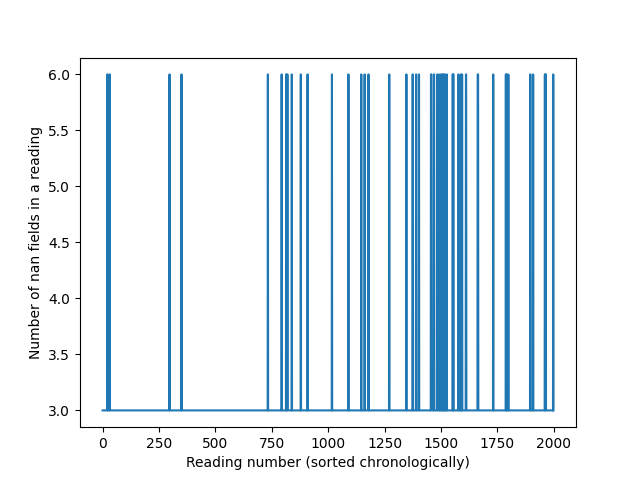 6.0
5.5
5.0
4.5
4.0
3.5
3.0
Number of nan fields in a reading
0 250 500 750 1000 1250 1500 1750 2000
Reading number (sorted chronologically)